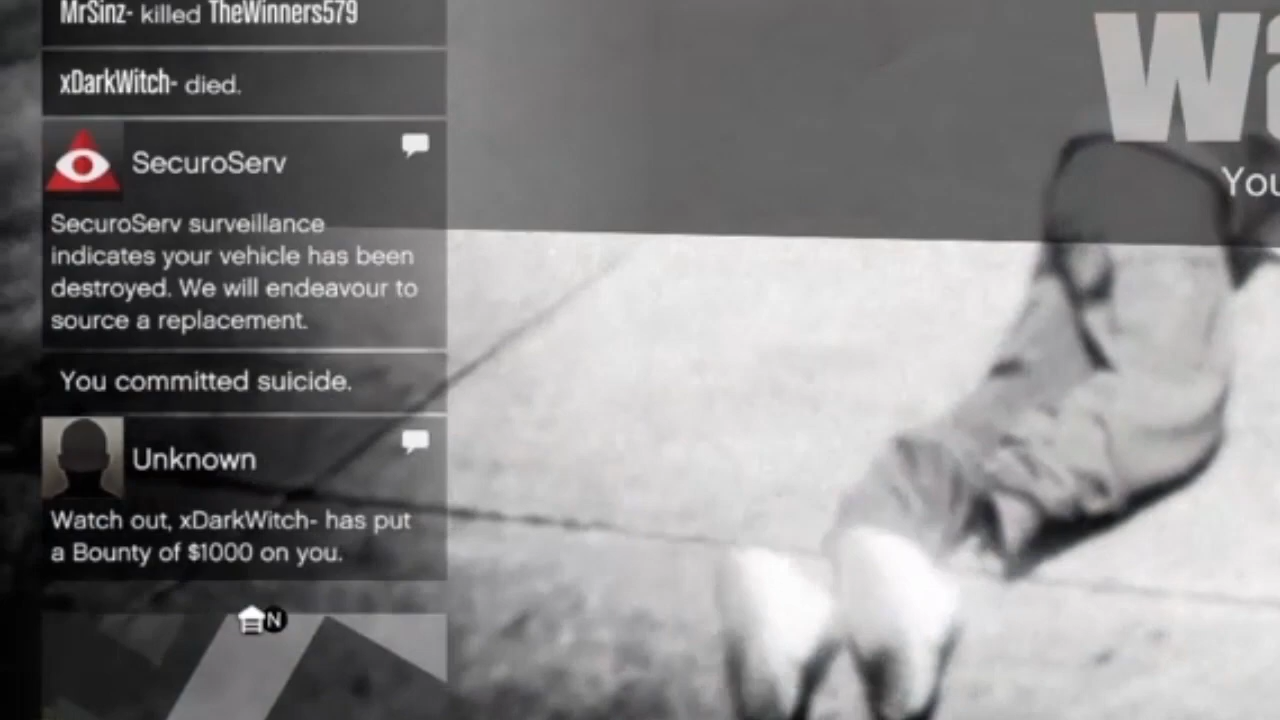 MrSinz- killed TheWinners579
xDarkWitch- died.
SecuroServ
SecuroServ surveillance
indicates your vehicle has been
destroyed. We will endeavour to
source a replacement.
You committed suicide.
Unknown
Watch out, xDarkWitch- has put
a Bounty of $1000 on you.
N
W
You